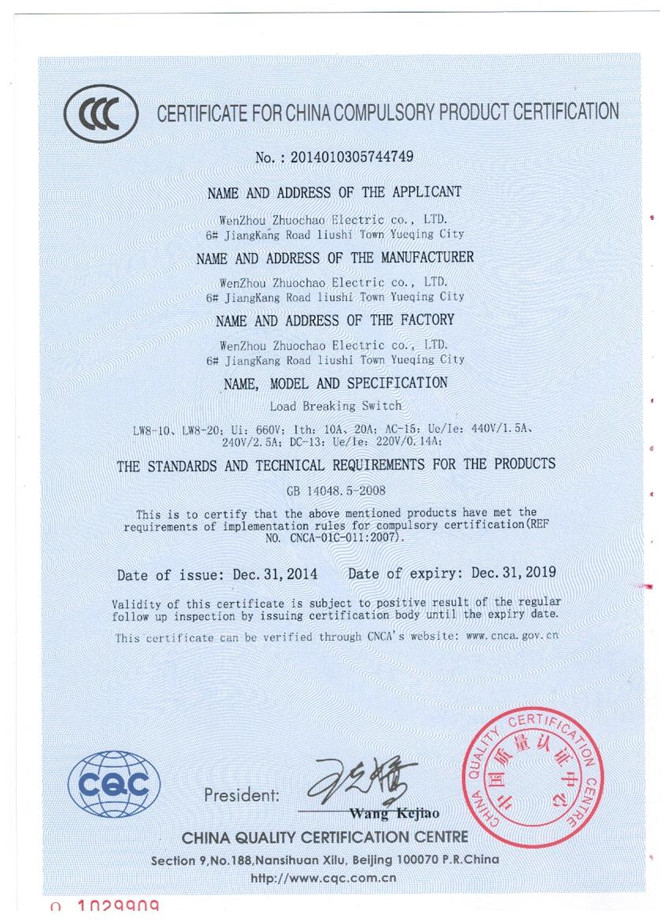 CCC
CERTIFICATE FOR CHINA COMPULSORY PRODUCT CERTIFICATION
No.: 2014010305744749
NAME AND ADDRESS OF THE APPLICANT
WenZhou Zhuochao Electric co., LTD.
6# JiangKang Road liushi Town Yueqing City
NAME AND ADDRESS OF THE MANUFACTURER
WenZhou Zhuochao Electric co., LTD.
6# JiangKang Road liushi Town Yueqing City
NAME AND ADDRESS OF THE FACTORY
WenZhou Zhuochao Electric co., LTD.
6# JiangKang Road liushi Town Yueqing City
NAME, MODEL AND SPECIFICATION
Load Breaking Switch
LW8-10、LW8-20; Ui: 660V; Ith: 10A、20A; AC-15: Ue/Ie: 440V/1.5A、
240V/2.5A; DC-13: Ue/Ie: 220V/0.14A;
THE STANDARDS AND TECHNICAL REQUIREMENTS FOR THE PRODUCTS
GB 14048.5-2008
This is to certify that the above mentioned products have met the
requirements of implementation rules for compulsory certification(REF
NO. CNCA-01C-011:2007).
Date of issue: Dec.31,2014 Date of expiry: Dec.31,2019
Validity of this certificate is subject to positive result of the regular
follow up inspection by issuing certification body until the expiry date.
This certificate can be verified through CNCA's website: www.cnca.gov.cn
CQC
President:
Wang Kejiao
CHINA QUALITY CERTIFICATION CENTRE
中国质量认证中心
CHINA QUALITY CERTIFICATION CENTRE
Section 9,No.188,Nansihuan Xilu, Beijing 100070 P.R.China
http://www.cqc.com.cn
1029909